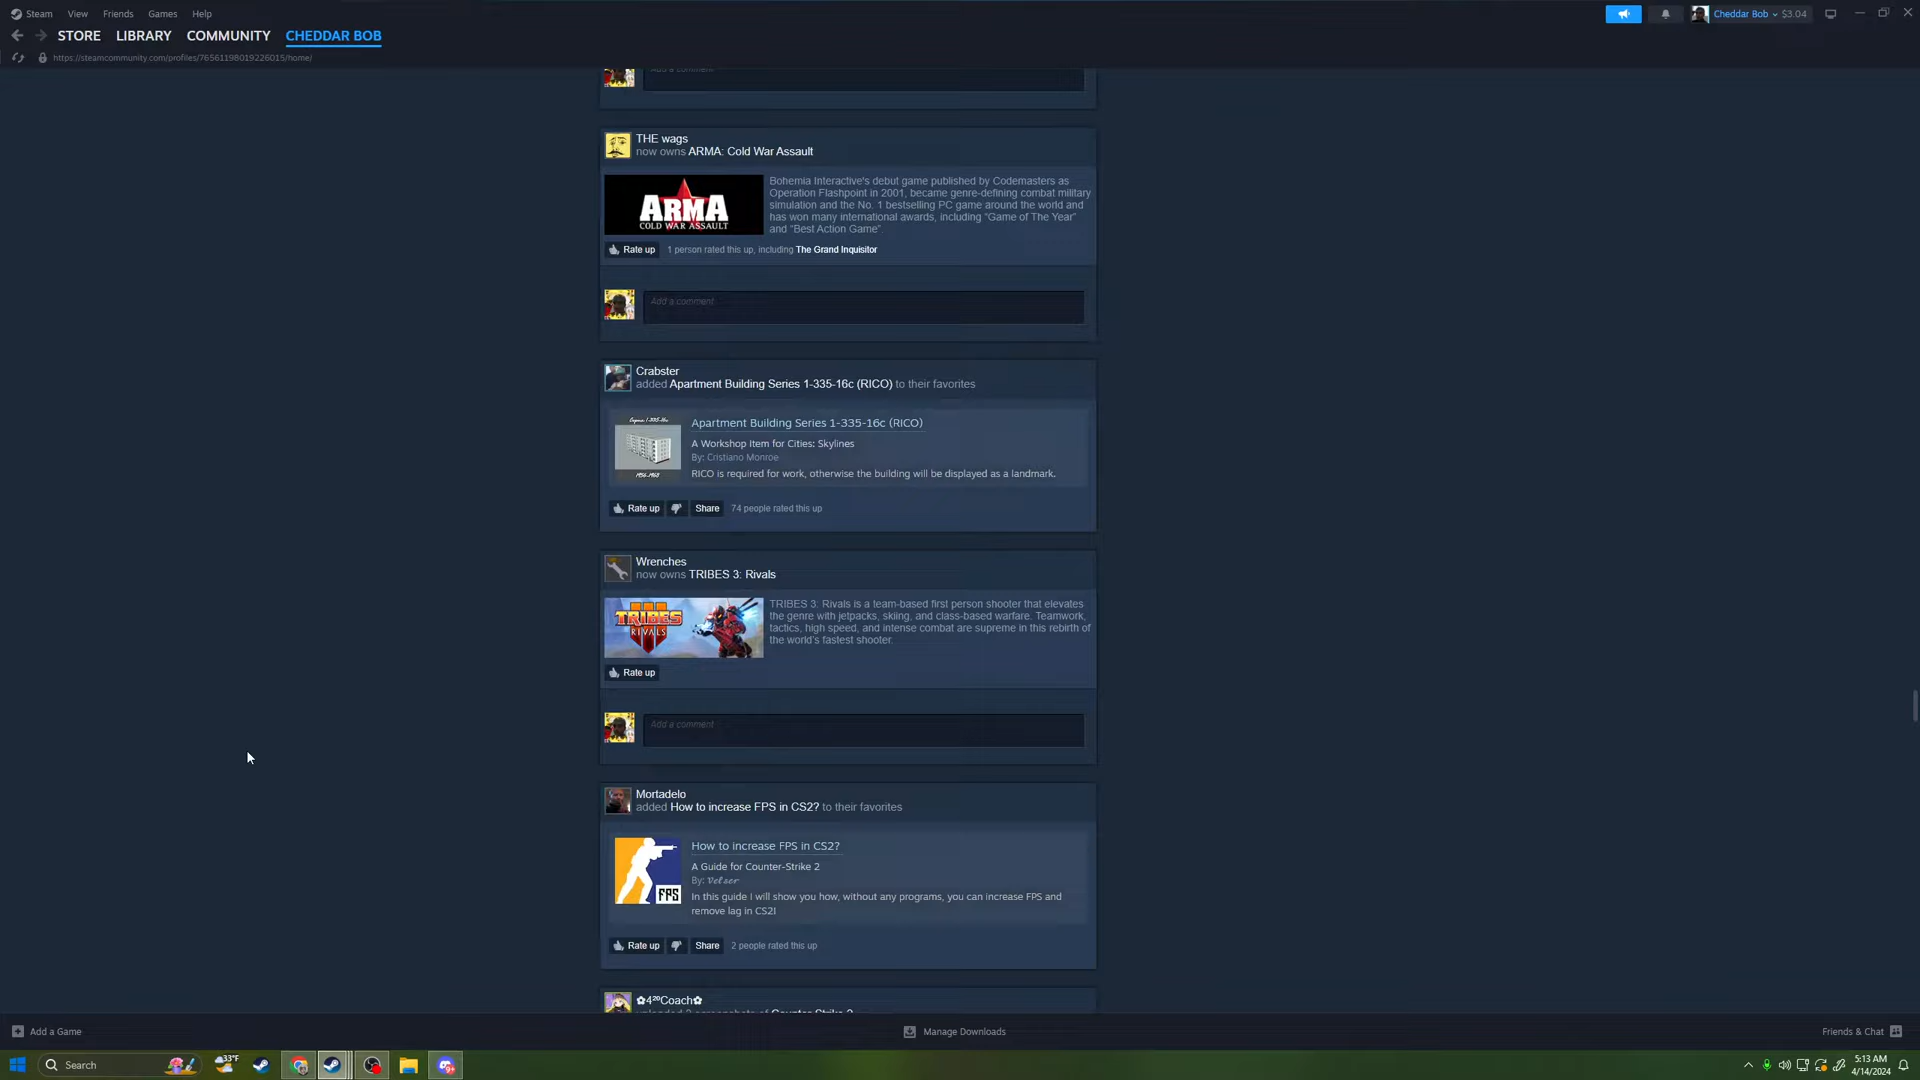 Steam View Friends Games Help Cheddar Bob $3.04
STORE LIBRARY COMMUNITY CHEDDAR BOB
https://steamcommunity.com/profiles/76561198019226015/home/
Add a comment
THE wags
now owns ARMA: Cold War Assault
ARMA
COLD WAR ASSAULT
Bohemia Interactive's debut game published by Codemasters as
Operation Flashpoint in 2001, became genre-defining combat military
simulation and the No. 1 bestselling PC game around the world and
has won many international awards, including “Game of The Year”
and “Best Action Game”.
Rate up 1 person rated this up, including The Grand Inquisitor
Add a comment
Crabster
added Apartment Building Series 1-335-16c (RICO) to their favorites
Apartment Building Series 1-335-16c (RICO)
A Workshop Item for Cities: Skylines
By: Cristiano Monroe
RICO is required for work, otherwise the building will be displayed as a landmark.
Rate up Share 74 people rated this up
Wrenches
now owns TRIBES 3: Rivals
TRIBES
RIVALS
TRIBES 3: Rivals is a team-based first person shooter that elevates
the genre with jetpacks, skiing, and class-based warfare. Teamwork,
tactics, high speed, and intense combat are supreme in this rebirth of
the world's fastest shooter.
Rate up
Add a comment
Mortadelo
added How to increase FPS in CS2? to their favorites
FPS
How to increase FPS in CS2?
A Guide for Counter-Strike 2
By: Velser
In this guide I will show you how, without any programs, you can increase FPS and
remove lag in CS2!
Rate up Share 2 people rated this up
✿4²⁰Coach✿
uploaded 2 screenshots of Counter-Strike 2
Add a Game Manage Downloads Friends & Chat
Search 33°F 5:13 AM
4/14/2024